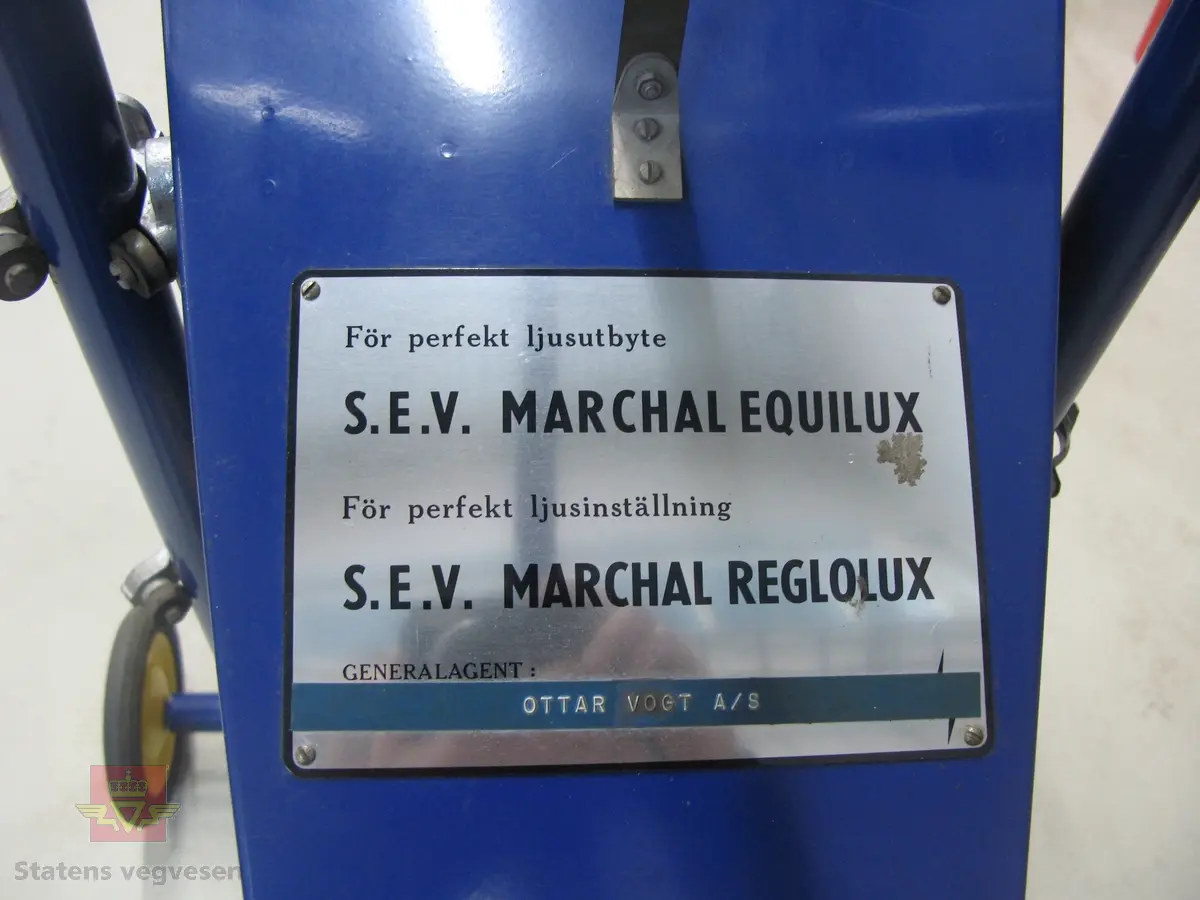 För perfekt ljusutbyte
S.E.V. MARCHAL EQUILUX
För perfekt ljusinställning
S.E.V. MARCHAL REGLOLUX
GENERALAGENT:
OTTAR VOGT A/S
Statens vegvesen